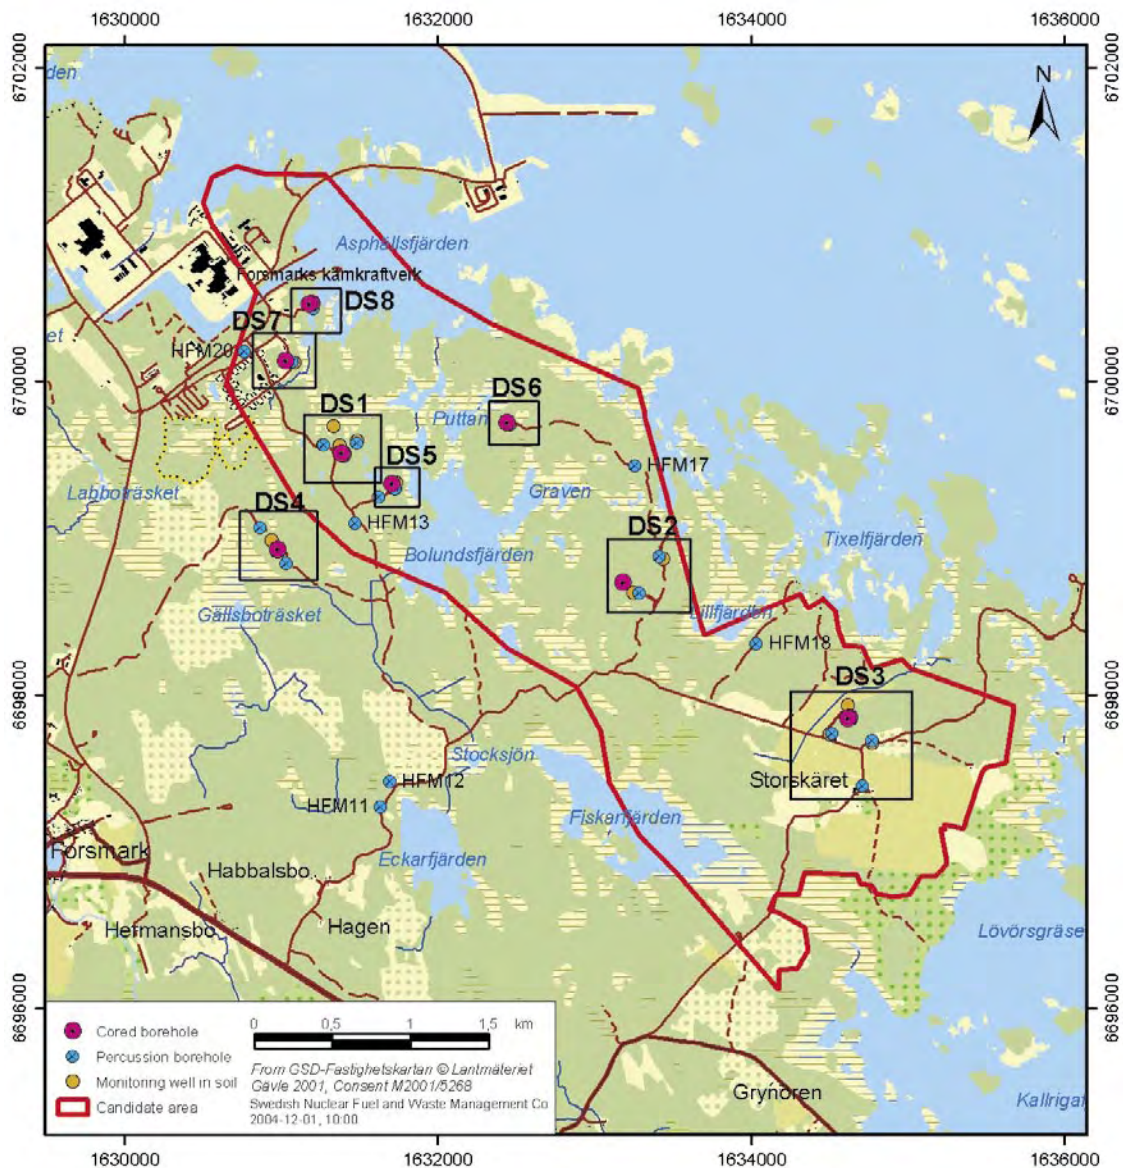 1630000 1632000 1634000 1636000
6702000 6702000
den
N
Asphällsfjärden
Forsmarks kärnkraftverk
DS8
DS7
et
HFM20
6700000 6700000
DS6
DS1
Puttan
DS5
HFM17
Labboträsket
Graven
DS4
HFM13
DS2
Tixelfjärden
Bolundsfjärden
Gällsboträsket
Lillfjärden
HFM18
DS3
6698000 6698000
Stocksjön
HFM12
Storskäret
HFM11
Fiskarfjärden
Forsmark
Eckarfjärden
Habbalsbo
Hermansbo
Hagen
Lövörsgräse
6696000 6696000
Cored borehole
Percussion borehole
Monitoring well in soil
Candidate area
0 0,5 1 1,5 km
From GSD-Fastighetskartan © Lantmäteriet
Gävle 2001, Consent M2001/5268
Swedish Nuclear Fuel and Waste Management Co
2004-12-01, 10:00
Grynören
Kallrigaf
1630000 1632000 1634000 1636000